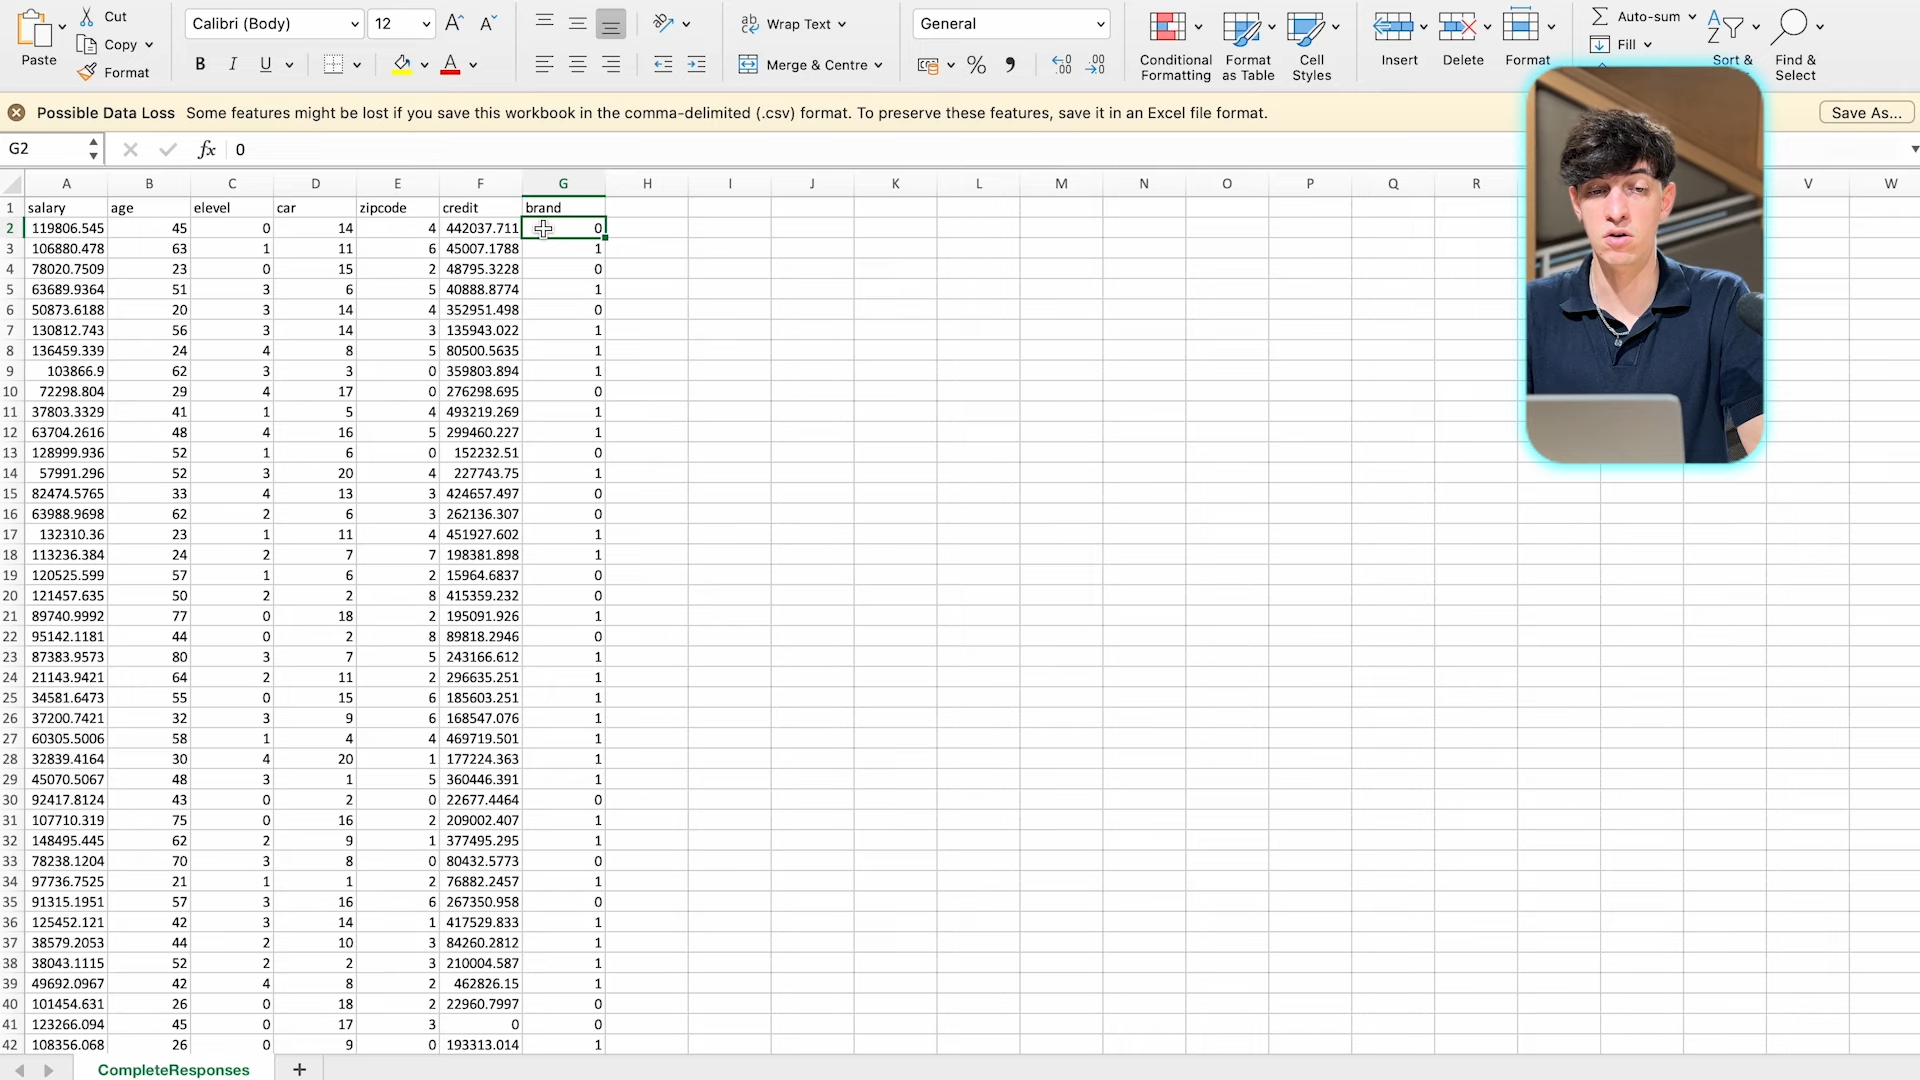 Cut
Calibri (Body) 12 A^ A˅
Wrap Text
General
Auto-sum
Copy
Fill
Paste
Format
B I U A
Merge & Centre
% 9
Conditional Formatting
Format as Table
Cell Styles
Insert
Delete
Format
Sort &
Find & Select
Possible Data Loss Some features might be lost if you save this workbook in the comma-delimited (.csv) format. To preserve these features, save it in an Excel file format. Save As...
G2 fx 0
A B C D E F G H I J K L M N O P Q R V W
1 salary age elevel car zipcode credit brand
2 119806.545 45 0 14 4 442037.711 0
3 106880.478 63 1 11 6 45007.1788 1
4 78020.7509 23 0 15 2 48795.3228 0
5 63689.9364 51 3 6 5 40888.8774 1
6 50873.6188 20 3 14 4 352951.498 0
7 130812.743 56 3 14 3 135943.022 1
8 136459.339 24 4 8 5 80500.5635 1
9 103866.9 62 3 3 0 359803.894 1
10 72298.804 29 4 17 0 276298.695 0
11 37803.3329 41 1 5 4 493219.269 1
12 63704.2616 48 4 16 5 299460.227 1
13 128999.936 52 1 6 0 152232.51 0
14 57991.296 52 3 20 4 227743.75 1
15 82474.5765 33 4 13 3 424657.497 0
16 63988.9698 62 2 6 3 262136.307 0
17 132310.36 23 1 11 4 451927.602 1
18 113236.384 24 2 7 7 198381.898 1
19 120525.599 57 1 6 2 15964.6837 0
20 121457.635 50 2 2 8 415359.232 0
21 89740.9992 77 0 18 2 195091.926 1
22 95142.1181 44 0 2 8 89818.2946 0
23 87383.9573 80 3 7 5 243166.612 1
24 21143.9421 64 2 11 2 296635.251 1
25 34581.6473 55 0 15 6 185603.251 1
26 37200.7421 32 3 9 6 168547.076 1
27 60305.5006 58 1 4 4 469719.501 1
28 32839.4164 30 4 20 1 177224.363 1
29 45070.5067 48 3 1 5 360446.391 1
30 92417.8124 43 0 2 0 22677.4464 0
31 107710.319 75 0 16 2 209002.407 1
32 148495.445 62 2 9 1 377495.295 1
33 78238.1204 70 3 8 0 80432.5773 0
34 97736.7525 21 1 1 2 76882.2457 1
35 91315.1951 57 3 16 6 267350.958 0
36 125452.121 42 3 14 1 417529.833 1
37 38579.2053 44 2 10 3 84260.2812 1
38 38043.1115 52 2 2 3 210004.587 1
39 49692.0967 42 4 8 2 462826.15 1
40 101454.631 26 0 18 2 22960.7997 0
41 123266.094 45 0 17 3 0 0
42 108356.068 26 0 9 0 193313.014 1
CompleteResponses +